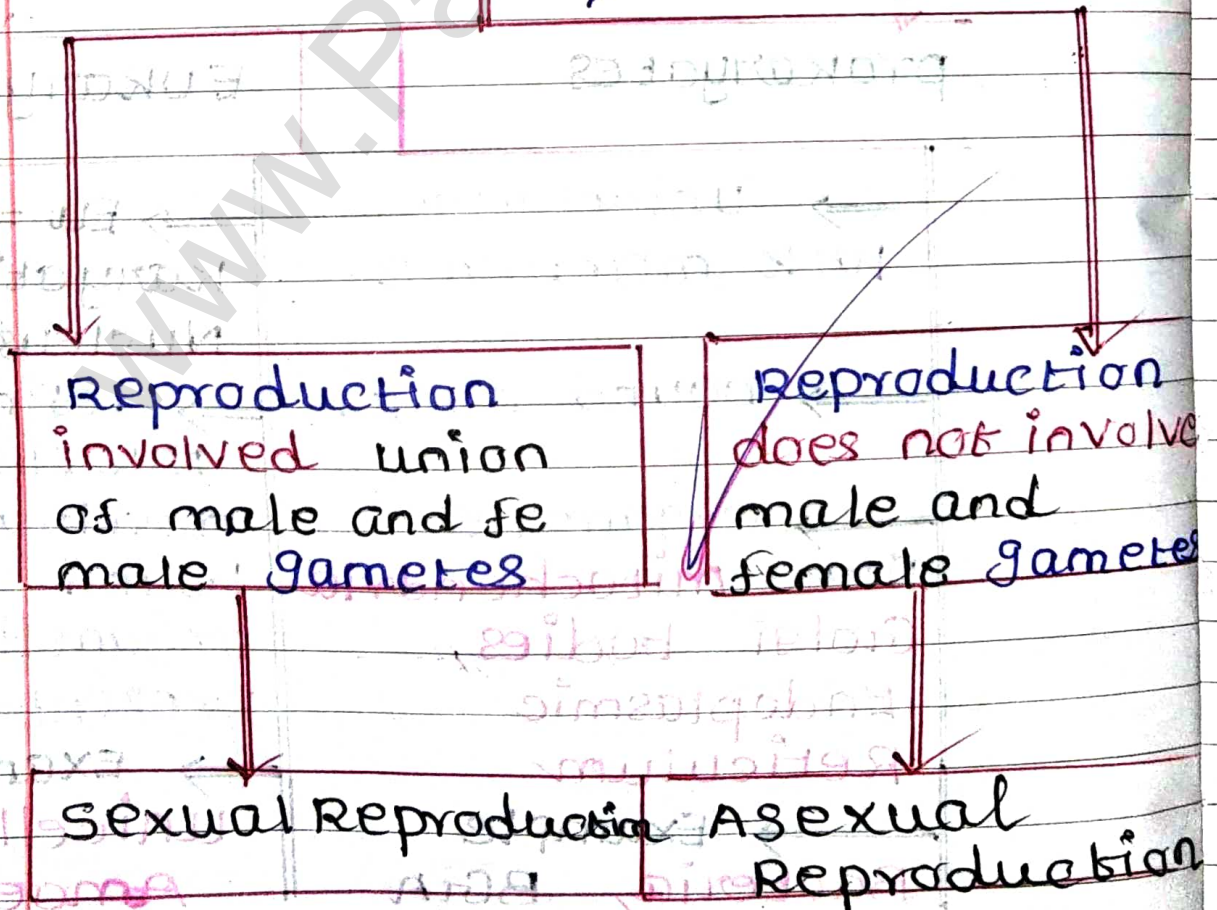 Reproduction
involved union
of male and fe
male gametes
Reproduction
does not involve
male and
female gametes
Sexual Reproduction
Asexual
Reproduction